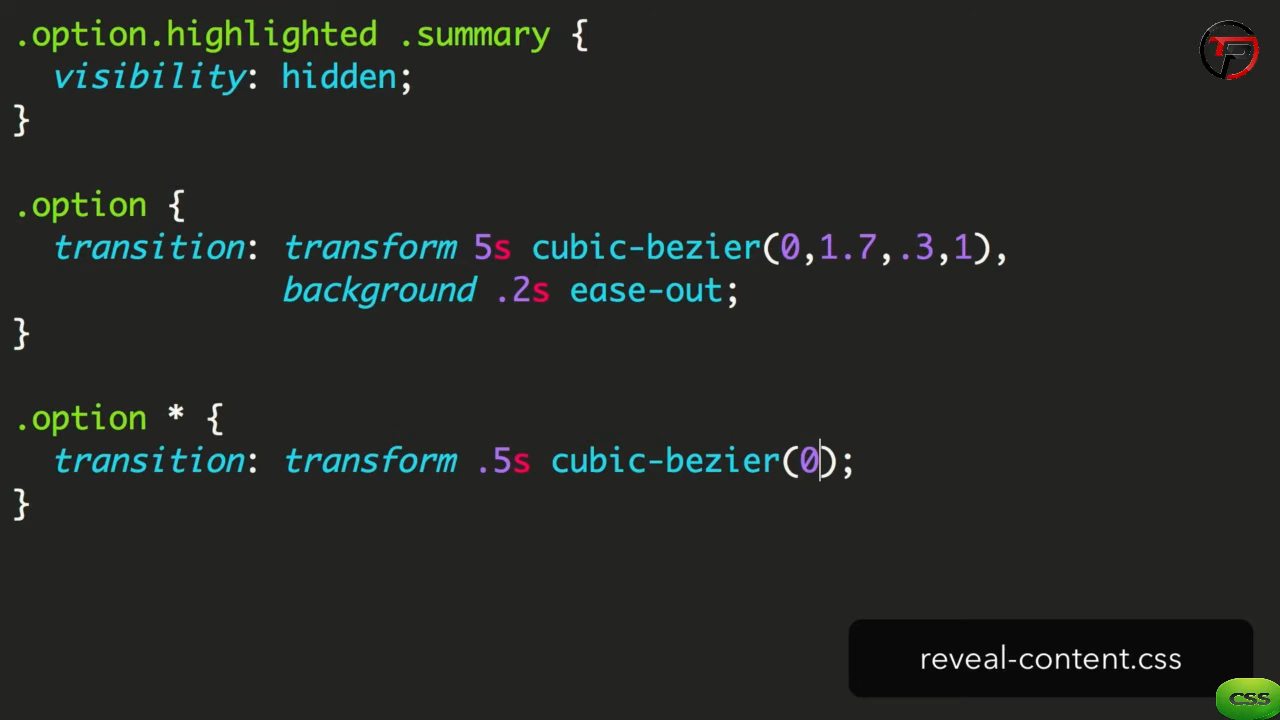 .option.highlighted .summary {
  visibility: hidden;
}

.option {
  transition: transform 5s cubic-bezier(0,1.7,.3,1),
              background .2s ease-out;
}

.option * {
  transition: transform .5s cubic-bezier(0);
}
reveal-content.css
CSS